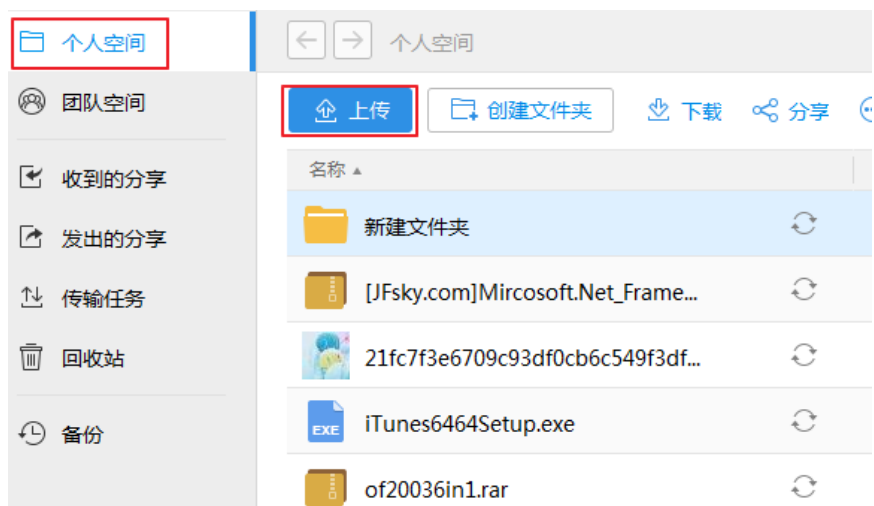 个人空间
个人空间
团队空间
上传
创建文件夹
下载
分享
名称
收到的分享
新建文件夹
发出的分享
[JFsky.com]Mircosoft.Net_Frame...
传输任务
21fc7f3e6709c93df0cb6c549f3df...
回收站
EXE
iTunes6464Setup.exe
备份
of20036in1.rar